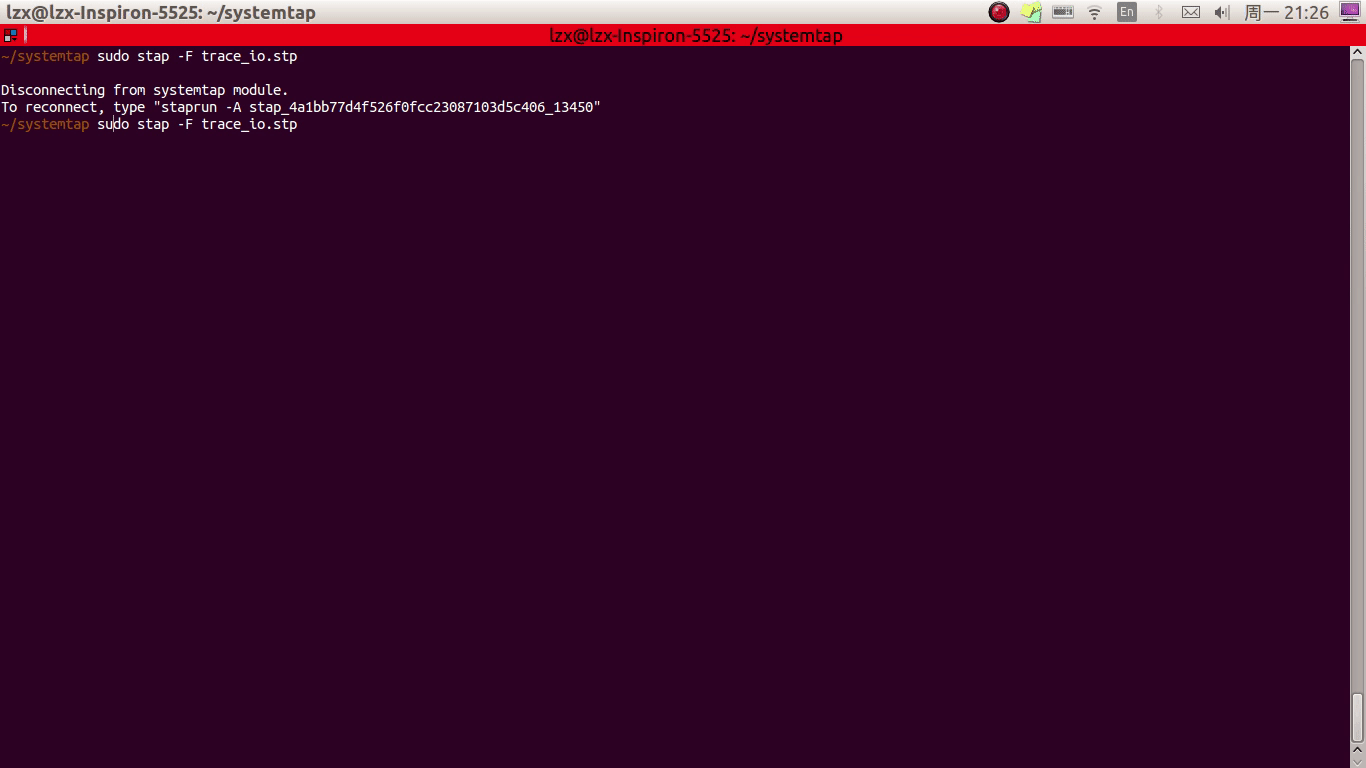 lzx@lzx-Inspiron-5525: ~/systemtap
En
周一 21:26
lzx@lzx-Inspiron-5525: ~/systemtap
~/systemtap sudo stap -F trace_io.stp
Disconnecting from systemtap module.
To reconnect, type "staprun -A stap_4a1bb77d4f526f0fcc23087103d5c406_13450"
~/systemtap sudo stap -F trace_io.stp